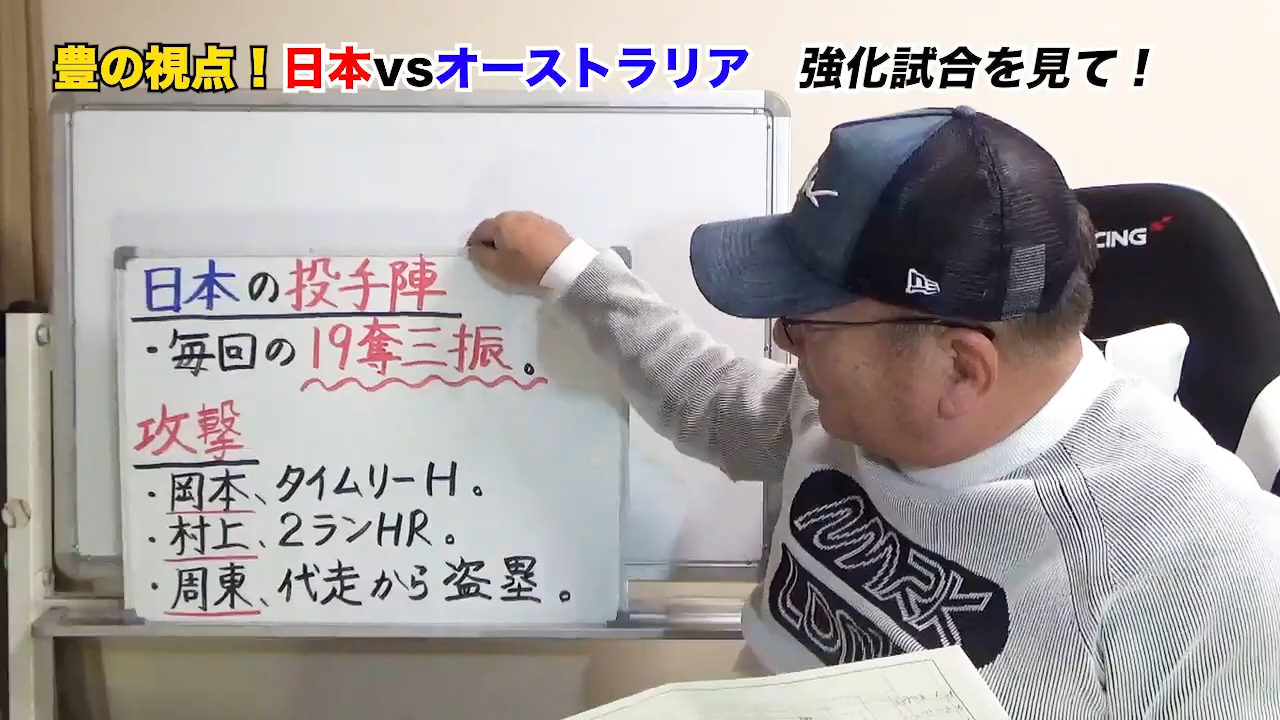 豊の視点！日本vsオーストラリア　強化試合を見て！
日本の投手陣
・毎回の19奪三振。
攻撃
・岡本、タイムリーH。
・村上、2ランHR。
・周東、代走から盗塁。
CING
MARK